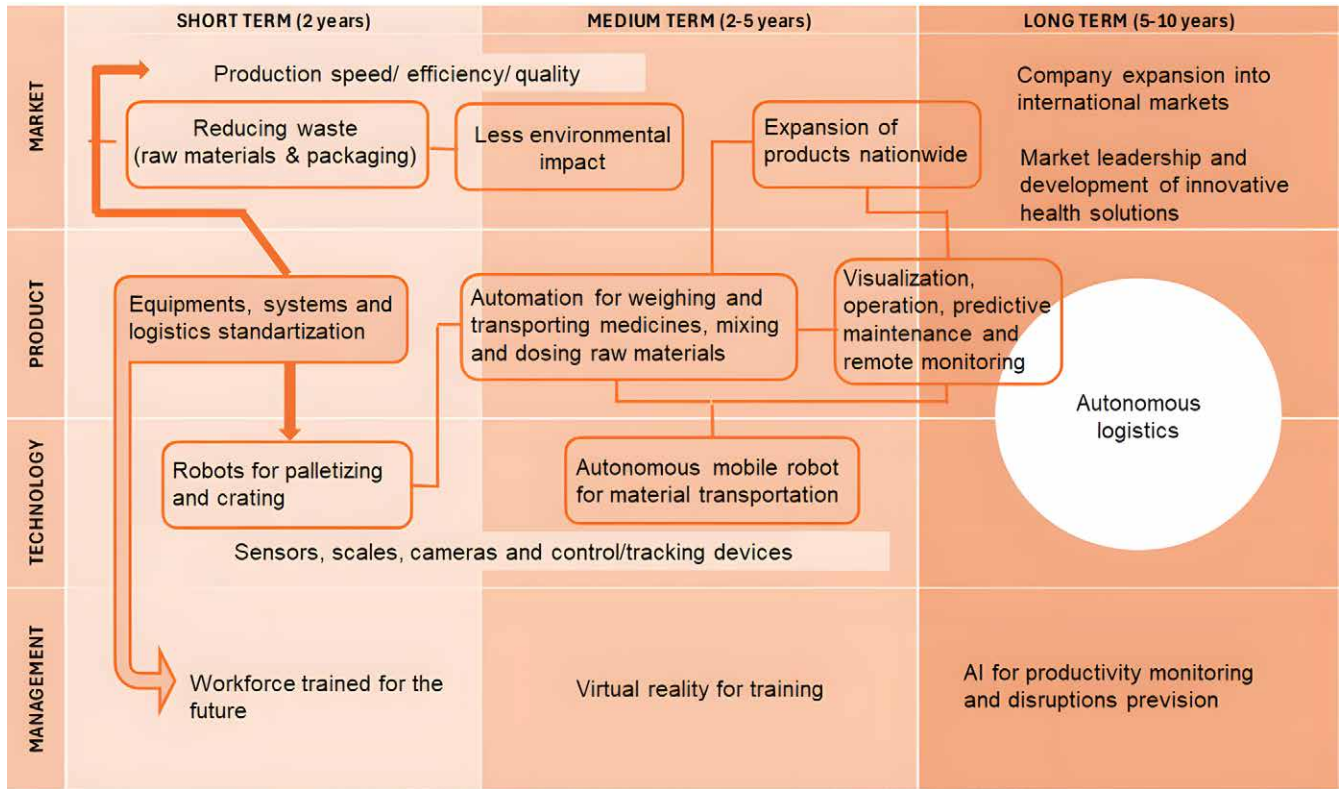 SHORT TERM (2 years)
MEDIUM TERM (2-5 years)
LONG TERM (5-10 years)
MARKET
Production speed/ efficiency/ quality
Reducing waste
(raw materials & packaging)
Less environmental
impact
Expansion of
products nationwide
Company expansion into
international markets
Market leadership and
development of innovative
health solutions
PRODUCT
Equipments, systems and
logistics standartization
Automation for weighing and
transporting medicines, mixing
and dosing raw materials
Visualization,
operation, predictive
maintenance and
remote monitoring
Autonomous
logistics
TECHNOLOGY
Robots for palletizing
and crating
Autonomous mobile robot
for material transportation
Sensors, scales, cameras and control/tracking devices
MANAGEMENT
Workforce trained for the
future
Virtual reality for training
AI for productivity monitoring
and disruptions prevision